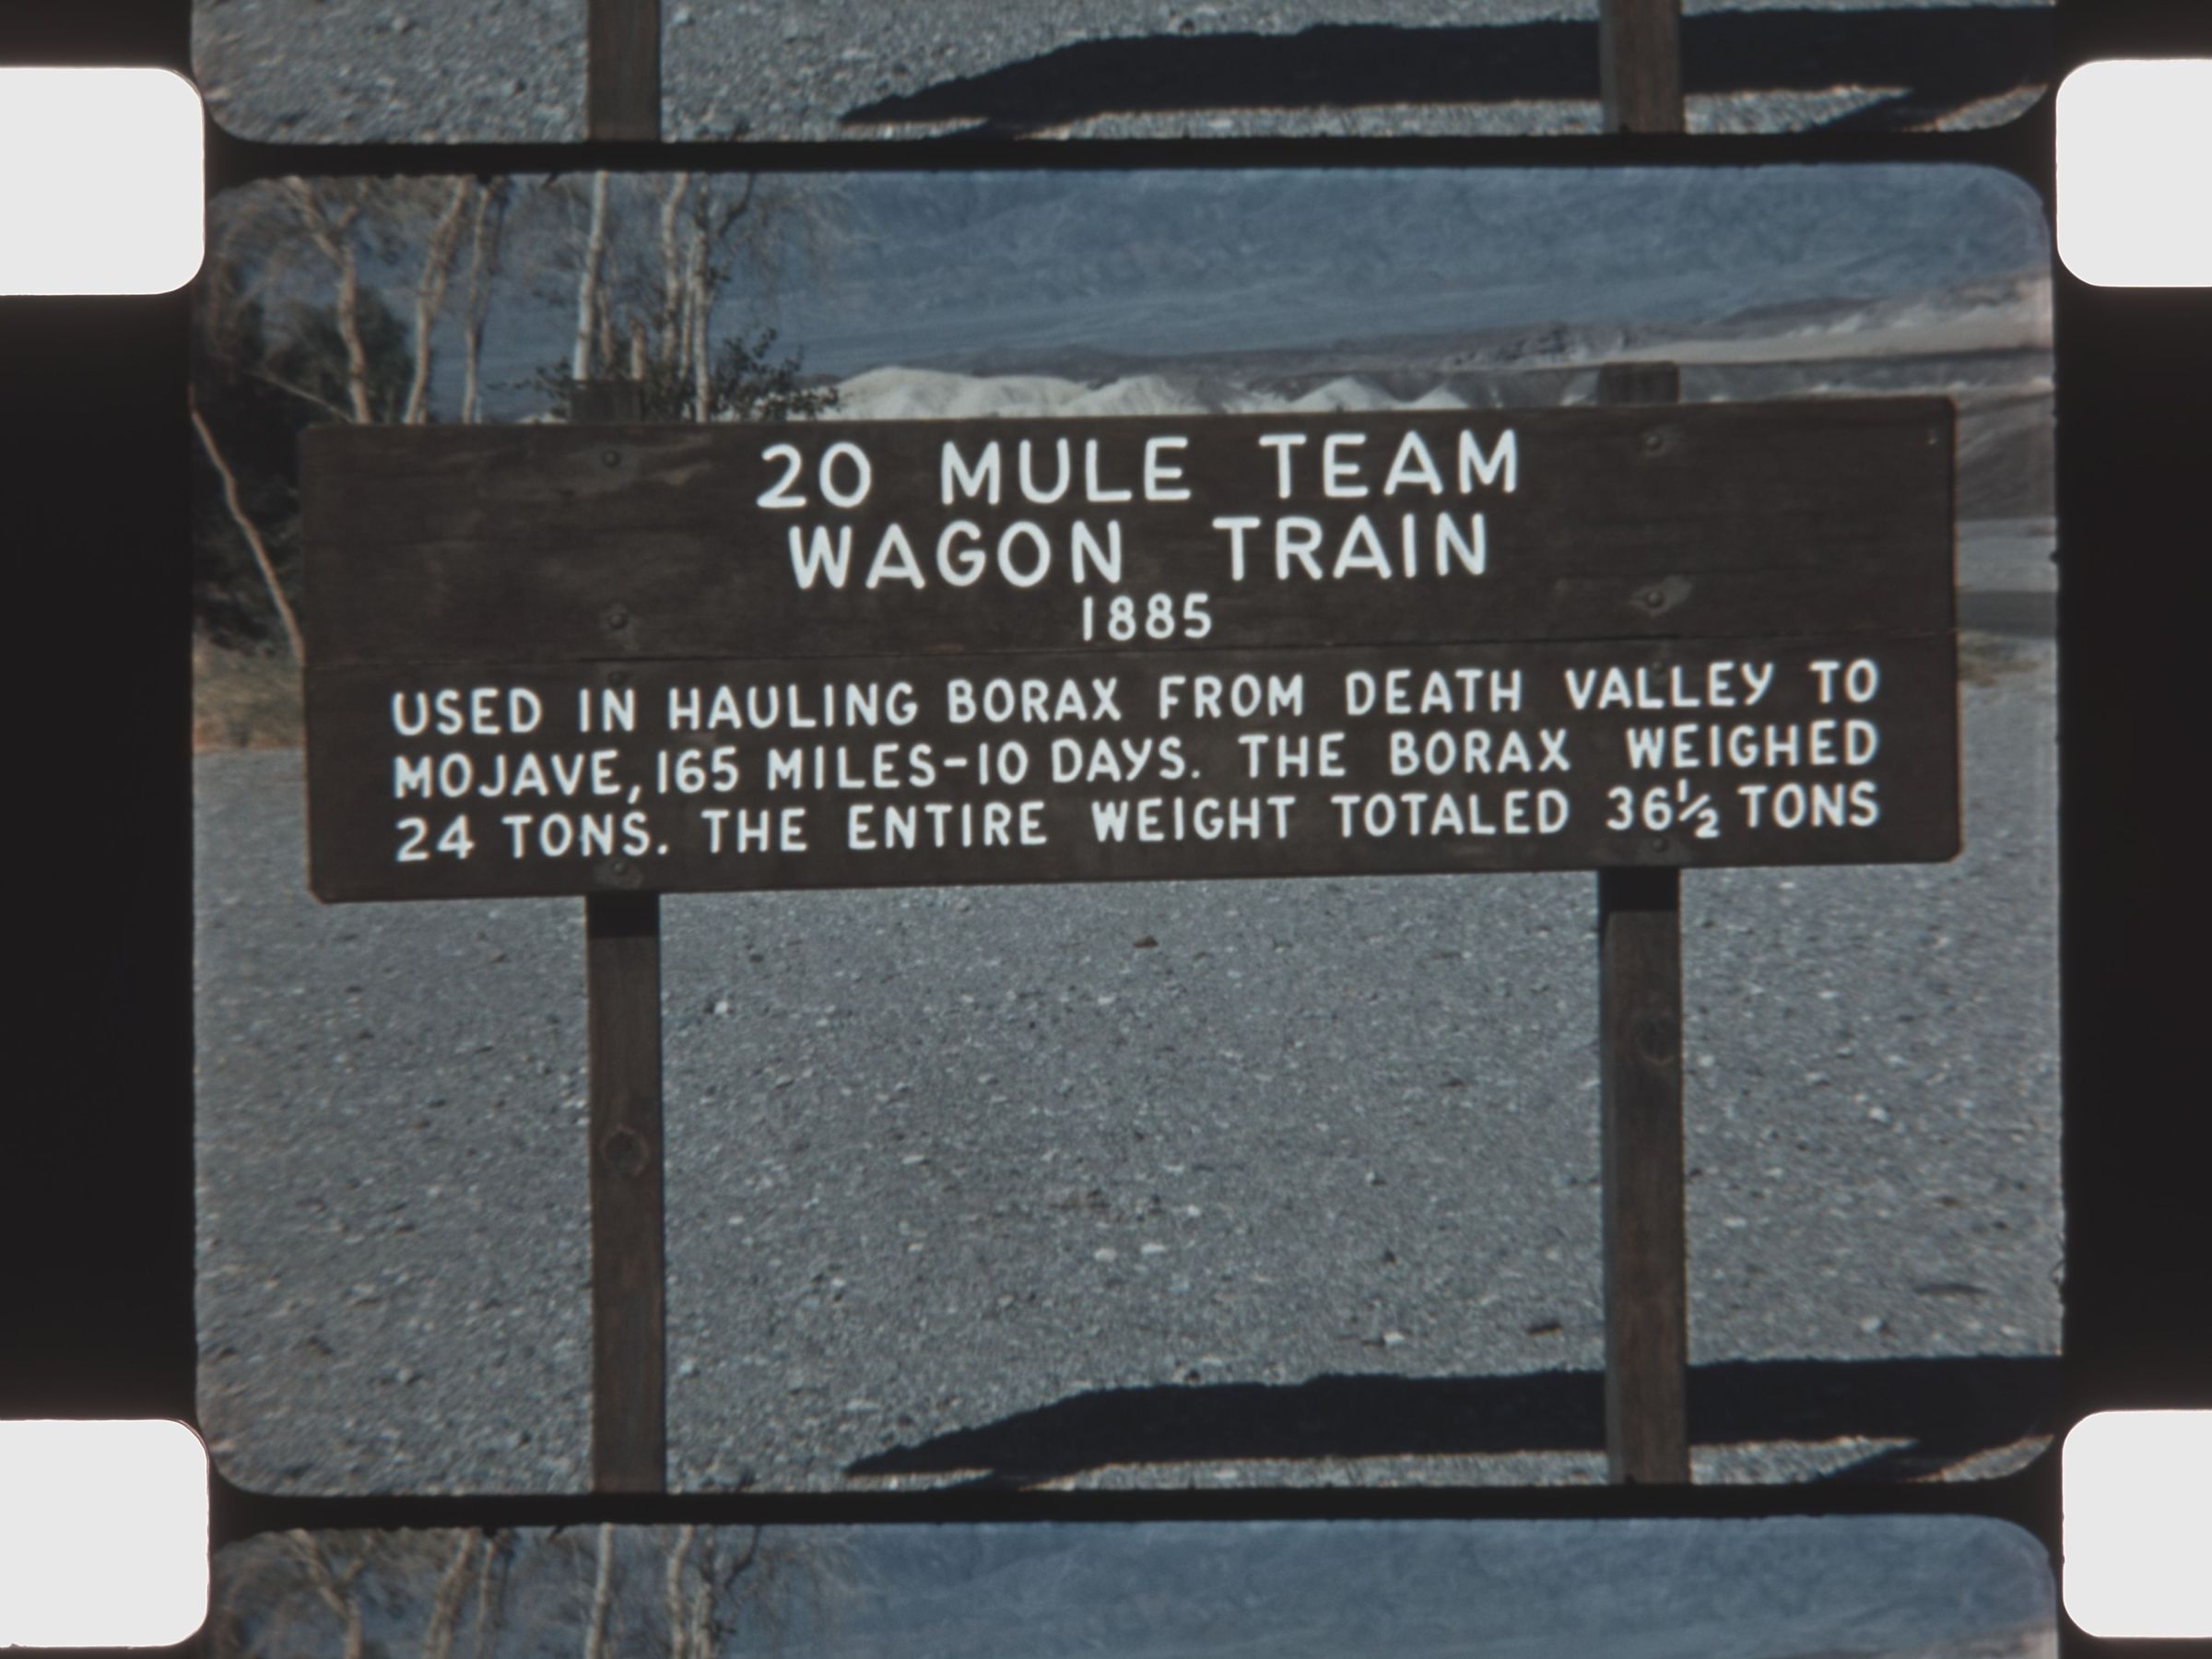 20 MULE TEAM
WAGON TRAIN
1885
USED IN HAULING BORAX FROM DEATH VALLEY TO
MOJAVE, 165 MILES-10 DAYS. THE BORAX WEIGHED
24 TONS. THE ENTIRE WEIGHT TOTALED 36½ TONS